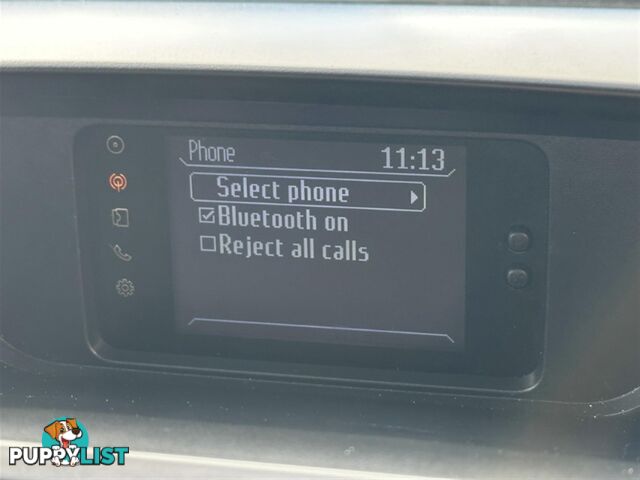 Phone 11:13
Select phone
Bluetooth on
Reject all calls
PUPPYLIST